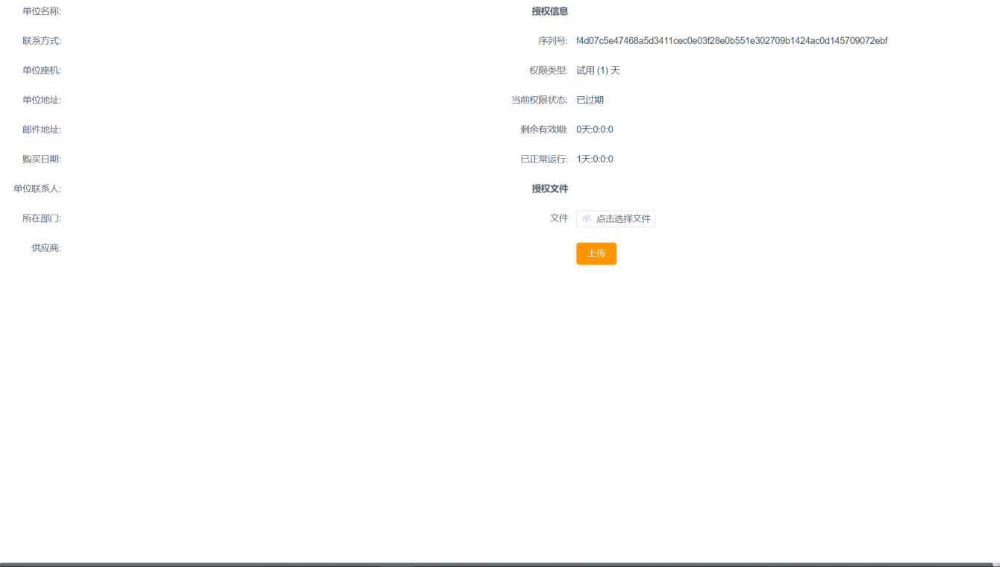 单位名称:
联系方式:
单位座机:
单位地址:
邮件地址:
购买日期:
单位联系人:
所在部门:
供应商:
授权信息
序列号: f4d07c5e47468a5d3411cec0e03f28e0b551e302709b1424ac0d145709072ebf
权限类型: 试用 (1) 天
当前权限状态: 已过期
剩余有效期: 0天:0:0:0
已正常运行: 1天:0:0:0
授权文件
文件 点击选择文件
上传